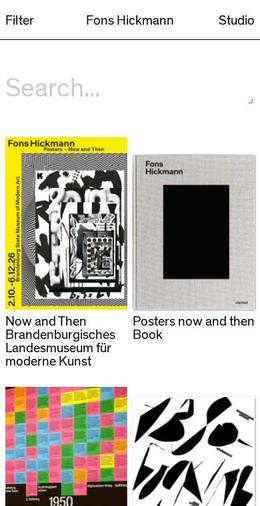 Filter
Fons Hickmann
Studio
Search...
Fons Hickmann
Posters – Now and Then
2.10.–6.12.26
Brandenburg State Museum of Modern Art
Fons
Hickmann
Now and Then
Brandenburgisches
Landesmuseum für
moderne Kunst
Posters now and then
Book
1950